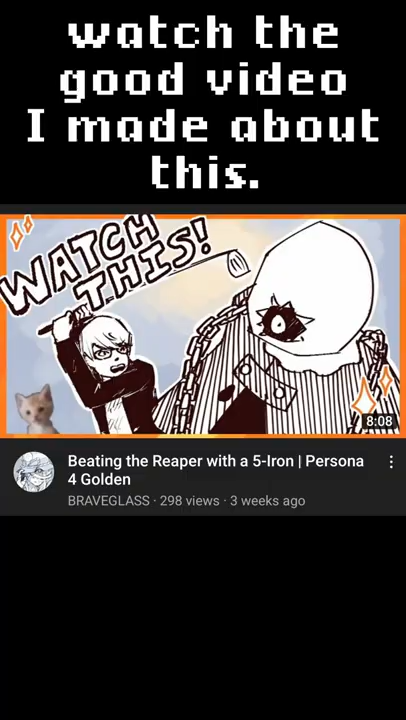 watch the
good video
I made about
this.
WATCH
THIS!
8:08
Beating the Reaper with a 5-Iron | Persona
4 Golden
BRAVEGLASS · 298 views · 3 weeks ago